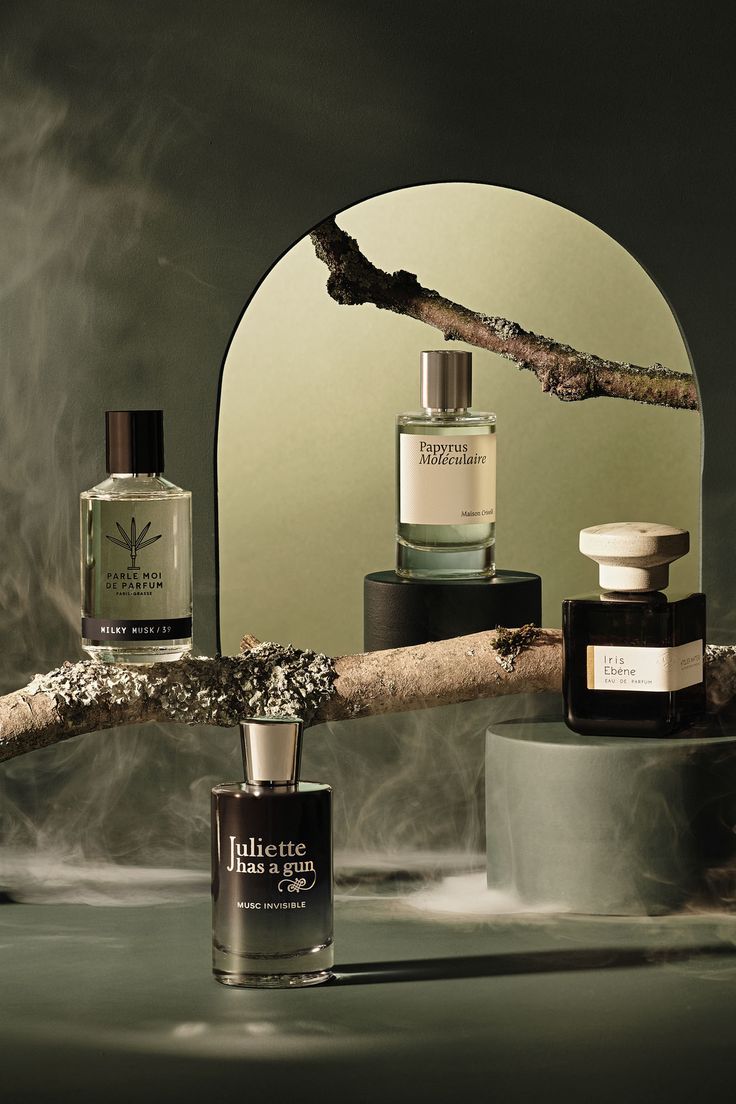 Papyrus
Moléculaire
Maison Crivelli
PARLE MOI
DE PARFUM
PARIS-GRASSE
MILKY MUSK/39
Iris
Ebène
EAU DE PARFUM
Juliette
has a gun
MUSC INVISIBLE